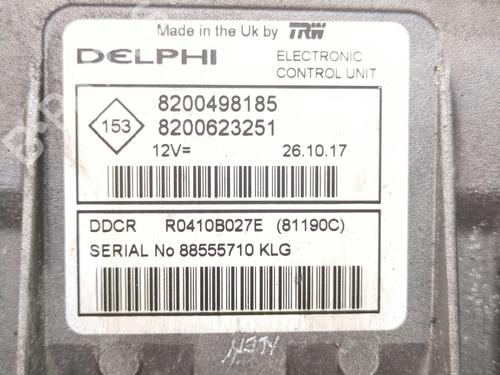 Made in the Uk by TRW
DELPHI
ELECTRONIC
CONTROL UNIT
153
8200498185
8200623251
12V=
26.10.17
DDCR R0410B027E (81190C)
SERIAL No 88555710 KLG